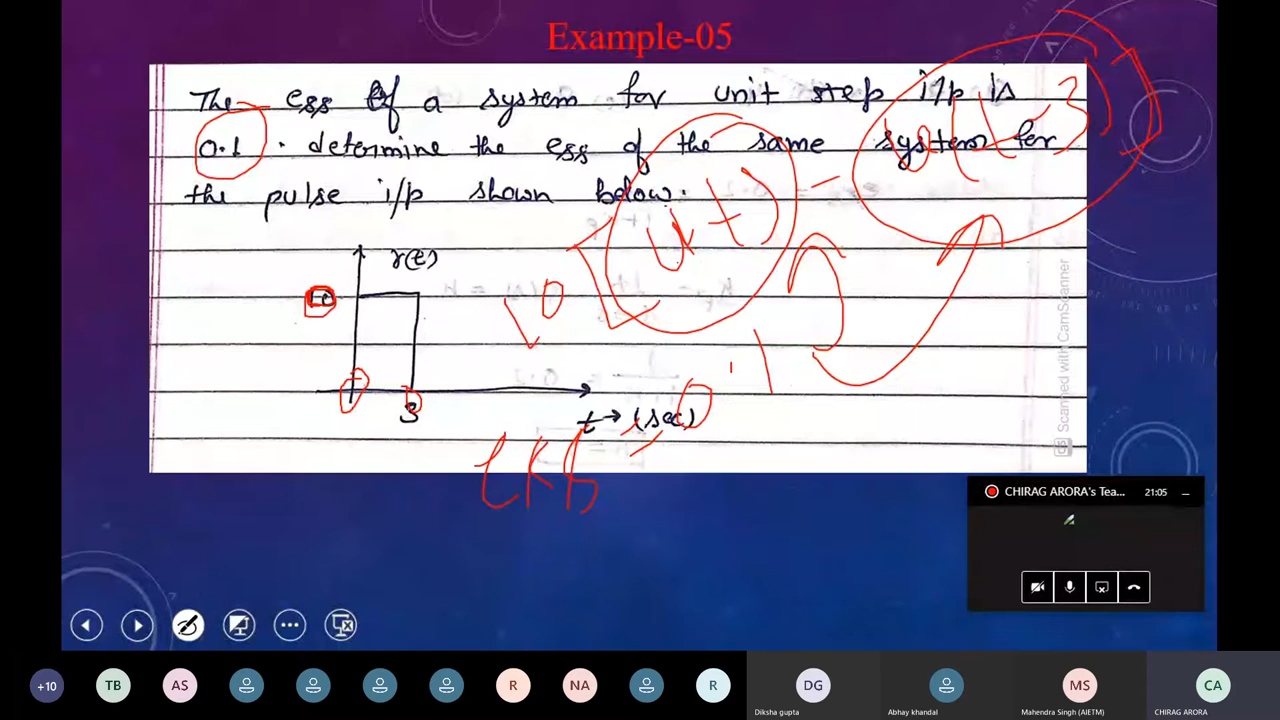 Example-05
The ess of a system for unit step i/p is
0.1 . determine the ess of the same system for
the pulse i/p shown below.
r(t)
10
[u(t) - u(t-3)]
10
0.1
3
t→ (sec)
Scanned with CamScanner
CS
CHIRAG ARORA's Tea... 21:05
+10 TB AS R NA R DG MS CA
Diksha gupta Abhay khandal Mahendra Singh (AIETM) CHIRAG ARORA